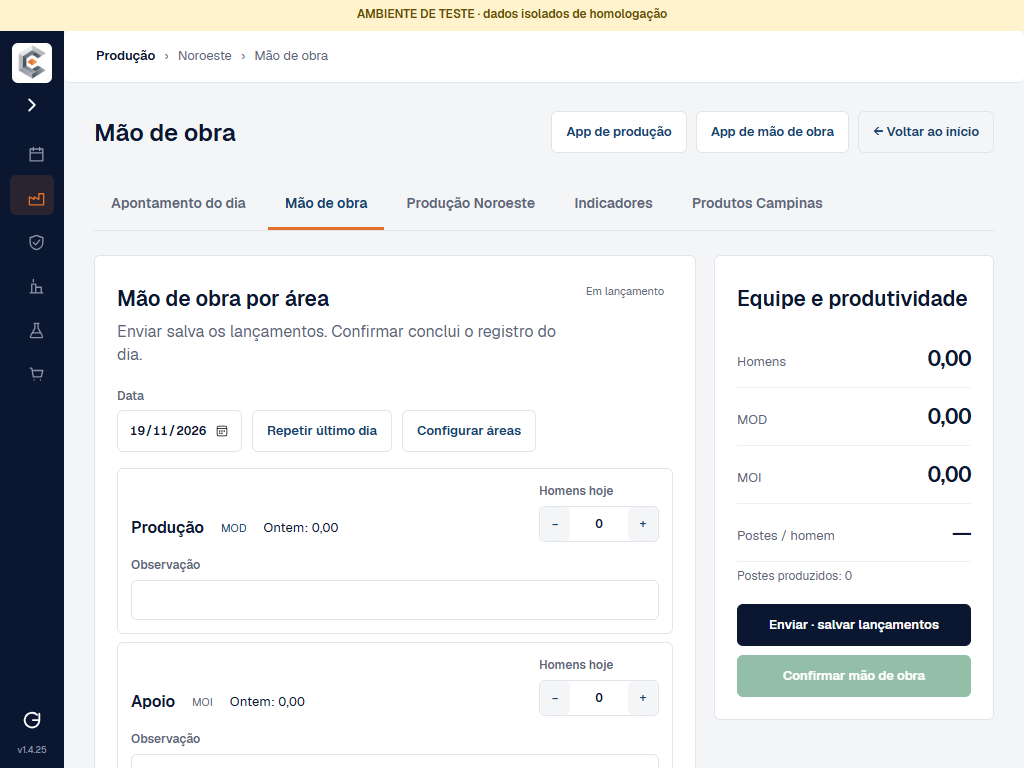 AMBIENTE DE TESTE · dados isolados de homologação
Produção › Noroeste › Mão de obra
Mão de obra
App de produção
App de mão de obra
← Voltar ao início
Apontamento do dia
Mão de obra
Produção Noroeste
Indicadores
Produtos Campinas
Mão de obra por área
Em lançamento
Enviar salva os lançamentos. Confirmar conclui o registro do
dia.
Data
19/11/2026
Repetir último dia
Configurar áreas
Homens hoje
Produção MOD Ontem: 0,00
− 0 +
Observação
Homens hoje
Apoio MOI Ontem: 0,00
− 0 +
Observação
Equipe e produtividade
Homens 0,00
MOD 0,00
MOI 0,00
Postes / homem —
Postes produzidos: 0
Enviar · salvar lançamentos
Confirmar mão de obra
v1.4.25